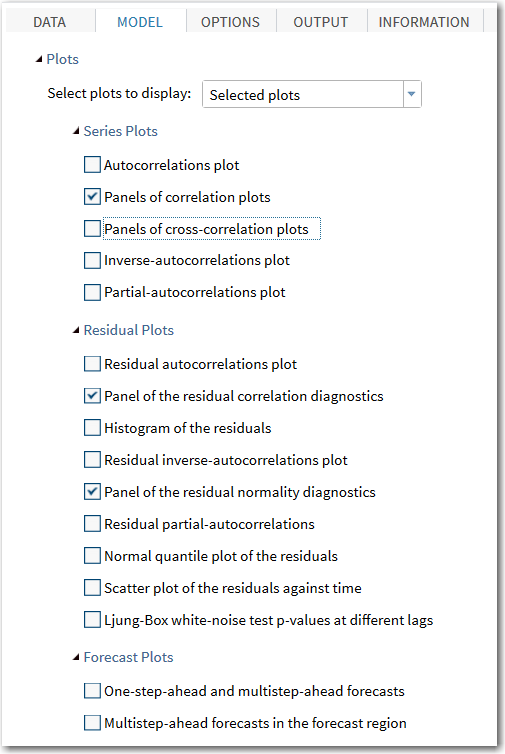 DATA MODEL OPTIONS OUTPUT INFORMATION
Plots
Select plots to display: Selected plots
Series Plots
Autocorrelations plot
Panels of correlation plots
Panels of cross-correlation plots
Inverse-autocorrelations plot
Partial-autocorrelations plot
Residual Plots
Residual autocorrelations plot
Panel of the residual correlation diagnostics
Histogram of the residuals
Residual inverse-autocorrelations plot
Panel of the residual normality diagnostics
Residual partial-autocorrelations
Normal quantile plot of the residuals
Scatter plot of the residuals against time
Ljung-Box white-noise test p-values at different lags
Forecast Plots
One-step-ahead and multistep-ahead forecasts
Multistep-ahead forecasts in the forecast region